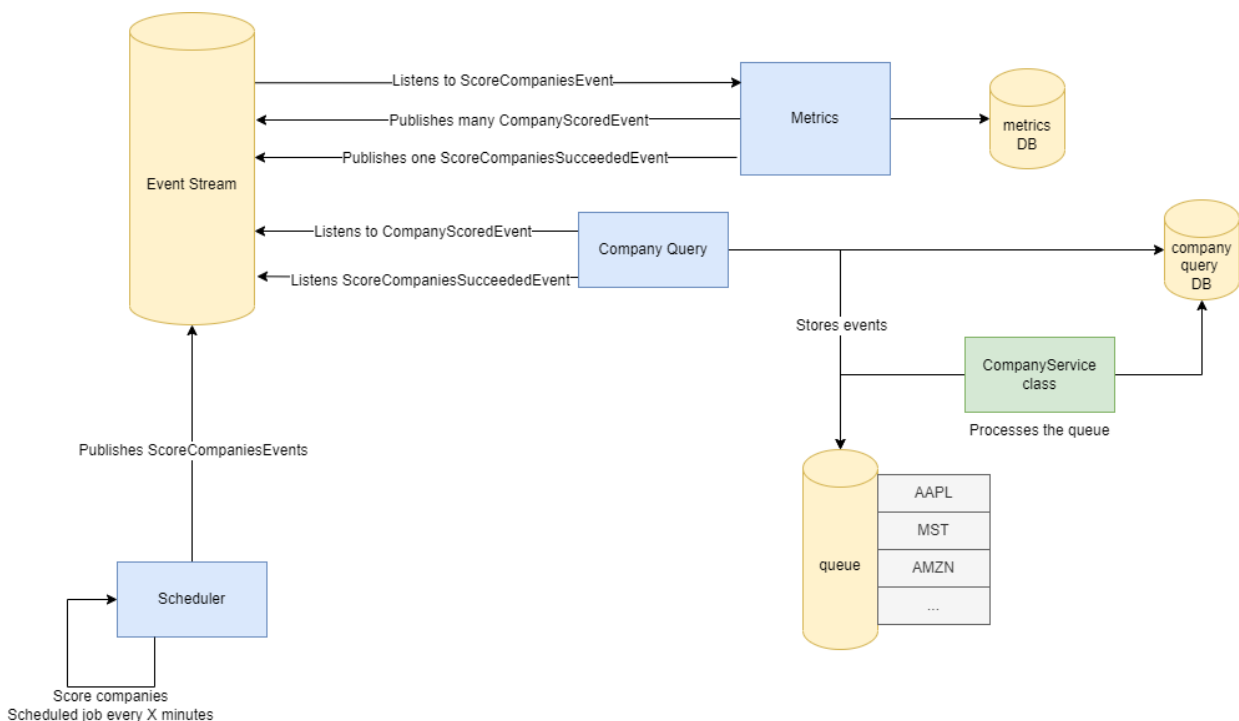 Listens to ScoreCompaniesEvent
Publishes many CompanyScoredEvent
Publishes one ScoreCompaniesSucceededEvent
Metrics
metrics
DB
Event Stream
Listens to CompanyScoredEvent
Listens ScoreCompaniesSucceededEvent
Company Query
company
query
DB
Stores events
CompanyService
class
Processes the queue
Publishes ScoreCompaniesEvents
queue
AAPL
MST
AMZN
...
Scheduler
Score companies
Scheduled job every X minutes